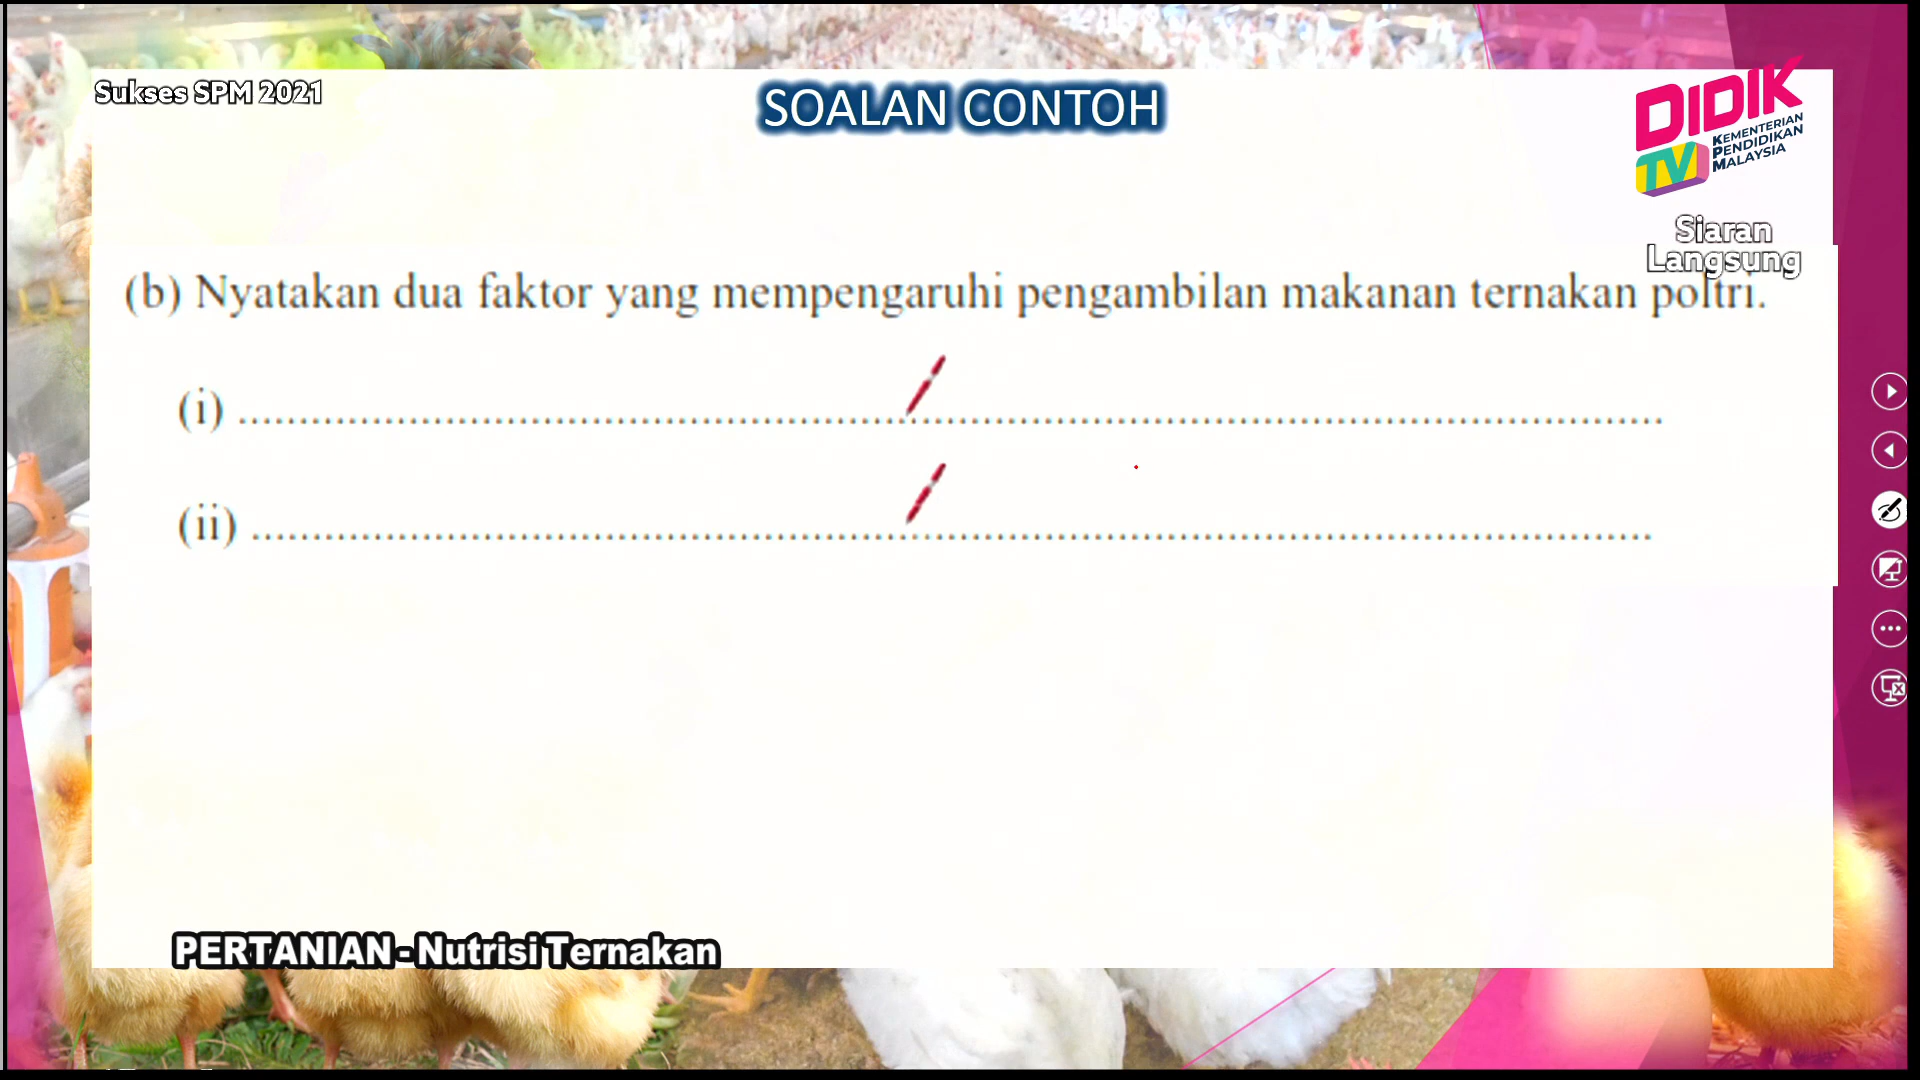 Sukses SPM 2021
SOALAN CONTOH
DIDIK
TV
KEMENTERIAN
PENDIDIKAN
MALAYSIA
Siaran
Langsung
(b) Nyatakan dua faktor yang mempengaruhi pengambilan makanan ternakan poltri.
(i) ........................................................................................................................
(ii) ......................................................................................................................
PERTANIAN - Nutrisi Ternakan